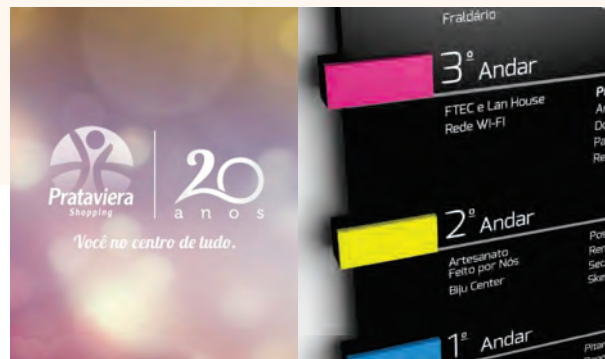 Prataviera
Shopping
20
anos
Você no centro de tudo.
Fraldário
3º Andar
FTEC e Lan House
Rede WI-FI
2º Andar
Artesanato
Feito por Nós
Biju Center
1º Andar